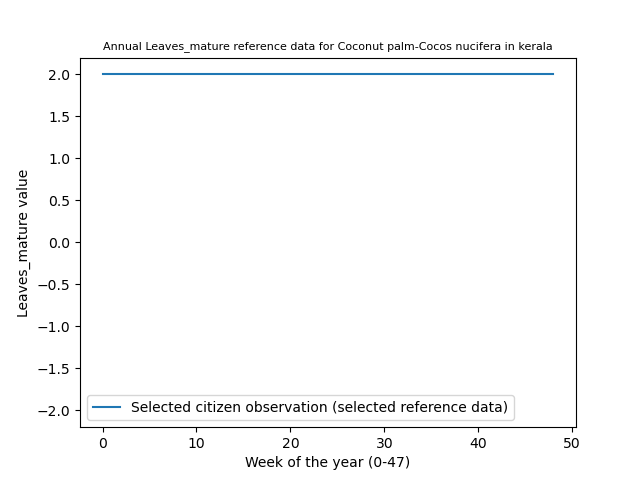 Annual Leaves_mature reference data for Coconut palm-Cocos nucifera in kerala
2.0
1.5
1.0
0.5
0.0
−0.5
−1.0
−1.5
−2.0
Leaves_mature value
Selected citizen observation (selected reference data)
0 10 20 30 40 50
Week of the year (0-47)